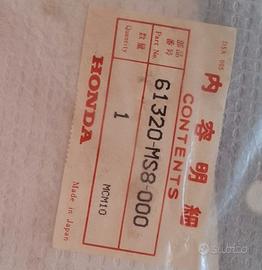 内容明細
CONTENTS
部品番号
Part No.
61320-MS8-000
数量
Quantity
1
MCM10
HONDA
Made in Japan
subito